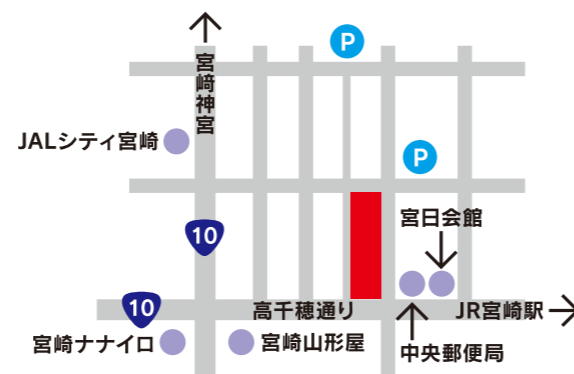 P
宮﨑神宮
JALシティ宮崎
P
宮日会館
10
10
高千穂通り
JR宮崎駅
宮崎ナナイロ
宮崎山形屋
中央郵便局